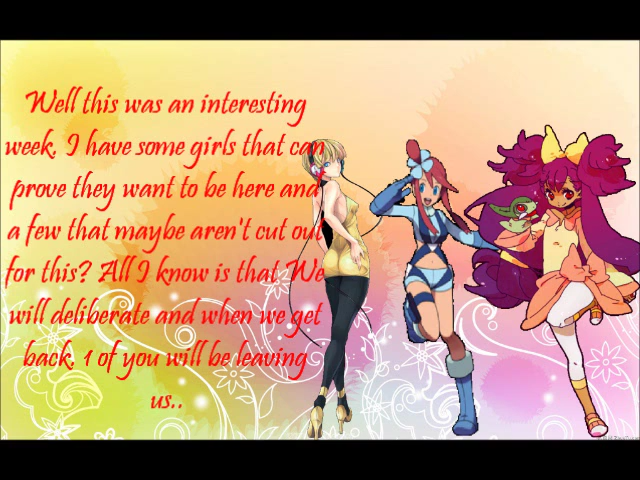 Well this was an interesting
week. I have some girls that can
prove they want to be here and
a few that maybe aren't cut out
for this? All I know is that We
will deliberate and when we get
back. 1 of you will be leaving
us..